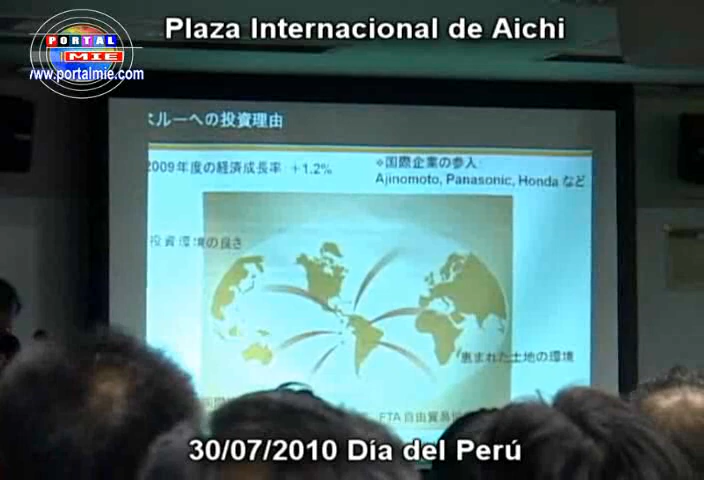 Plaza Internacional de Aichi
PORTAL
MIE
www.portalmie.com
ペルーへの投資理由
2009年度の経済成長率:+1.2%
❖国際企業の参入:
Ajinomoto, Panasonic, Honda など
投資環境の良さ
恵まれた土地の環境
FTA 自由貿易
30/07/2010 Día del Perú